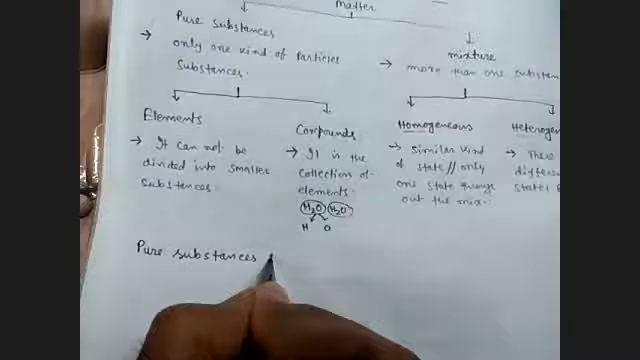 matter
Pure substances
→ only one kind of Particles
substances.
mixture
→ more than one substan
Elements
→ It can not be
divided into smaller
substances.
Compounds
→ It is the
collection of
elements.
H₂O H₂O
H O
Homogeneous
→ Similar kind
of state// only
one state through
out the mix.
Heterogen
→ There
differe
states
Pure substances